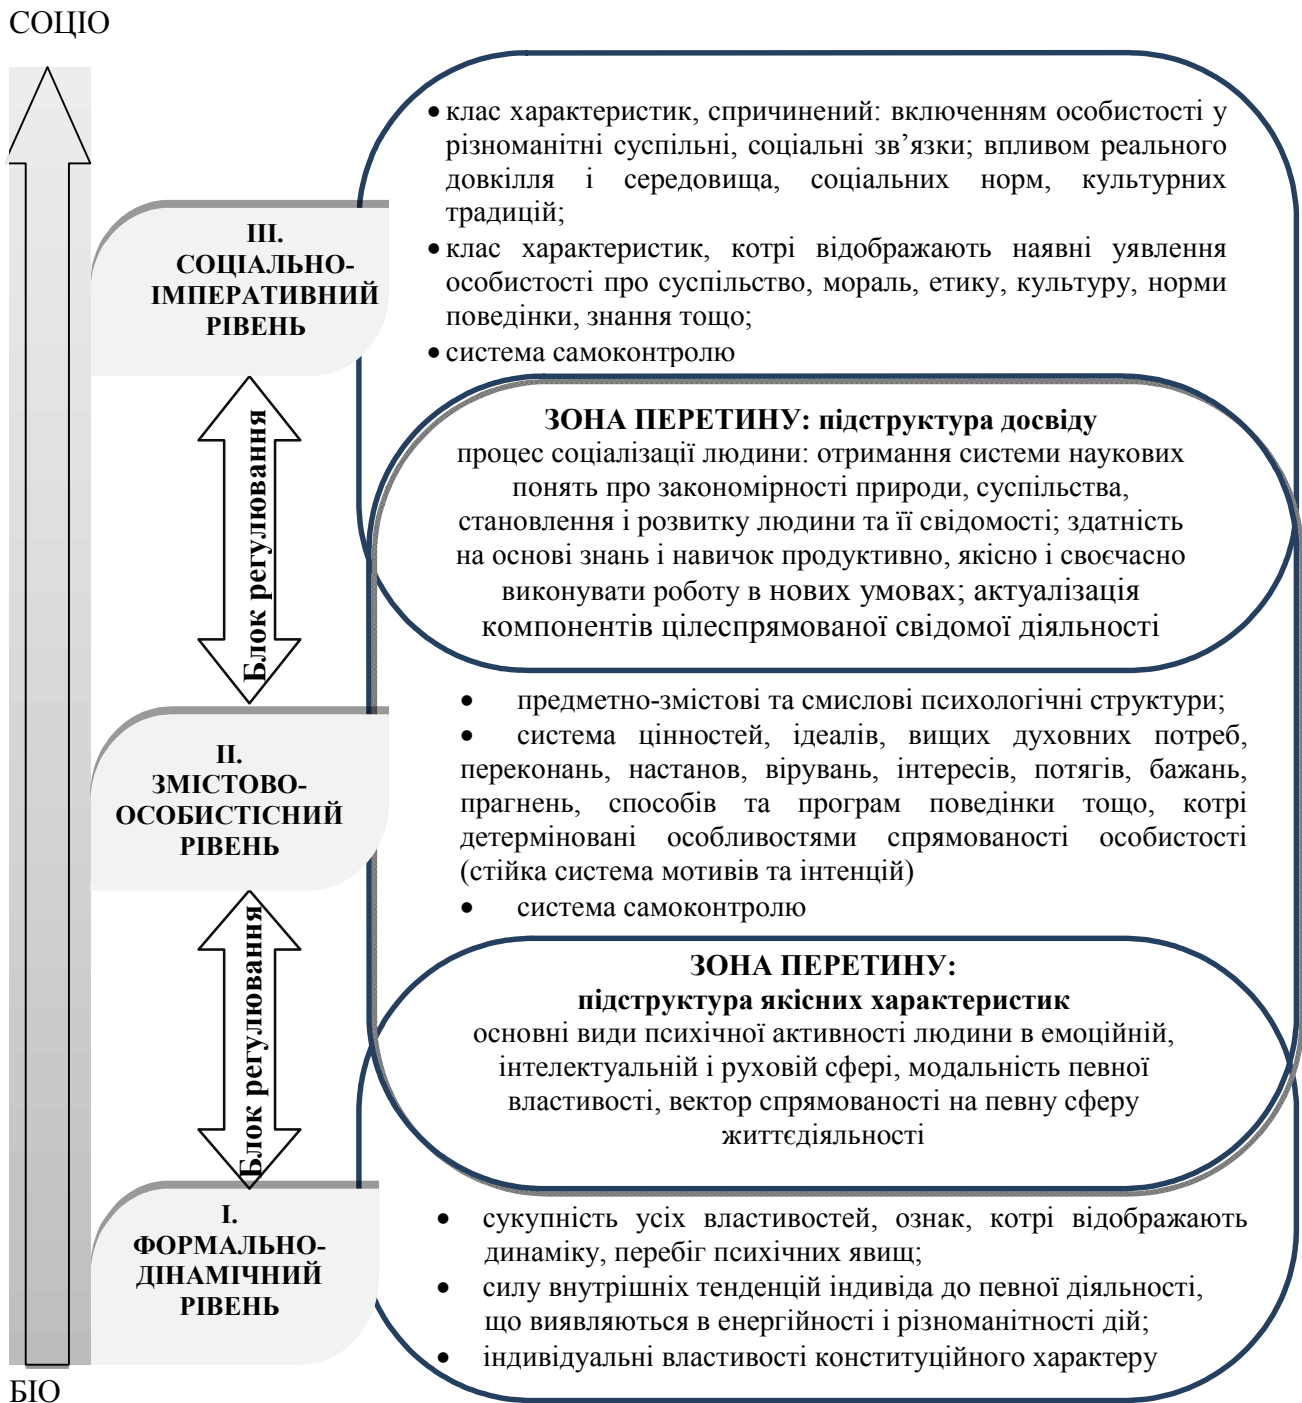 СОЦІО
• клас характеристик, спричинений: включенням особистості у
різноманітні суспільні, соціальні зв’язки; впливом реального
довкілля і середовища, соціальних норм, культурних
традицій;
• клас характеристик, котрі відображають наявні уявлення
особистості про суспільство, мораль, етику, культуру, норми
поведінки, знання тощо;
• система самоконтролю
ІІІ.
СОЦІАЛЬНО-
ІМПЕРАТИВНИЙ
РІВЕНЬ
Блок регулювання
ЗОНА ПЕРЕТИНУ: підструктура досвіду
процес соціалізації людини: отримання системи наукових
понять про закономірності природи, суспільства,
становлення і розвитку людини та її свідомості; здатність
на основі знань і навичок продуктивно, якісно і своєчасно
виконувати роботу в нових умовах; актуалізація
компонентів цілеспрямованої свідомої діяльності
ІІ.
ЗМІСТОВО-
ОСОБИСТІСНИЙ
РІВЕНЬ
• предметно-змістові та смислові психологічні структури;
• система цінностей, ідеалів, вищих духовних потреб,
переконань, настанов, вірувань, інтересів, потягів, бажань,
прагнень, способів та програм поведінки тощо, котрі
детерміновані особливостями спрямованості особистості
(стійка система мотивів та інтенцій)
• система самоконтролю
Блок регулювання
ЗОНА ПЕРЕТИНУ:
підструктура якісних характеристик
основні види психічної активності людини в емоційній,
інтелектуальній і руховій сфері, модальність певної
властивості, вектор спрямованості на певну сферу
життєдіяльності
І.
ФОРМАЛЬНО-
ДІНАМІЧНИЙ
РІВЕНЬ
• сукупність усіх властивостей, ознак, котрі відображають
динаміку, перебіг психічних явищ;
• силу внутрішніх тенденцій індивіда до певної діяльності,
що виявляються в енергійності і різноманітності дій;
• індивідуальні властивості конституційного характеру
БІО